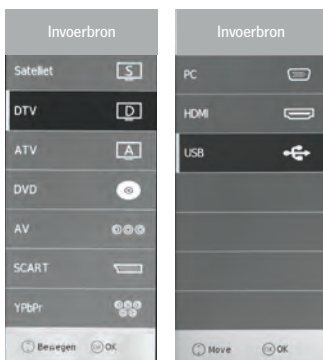 Invoerbron
Satelliet
DTV
ATV
DVD
AV
SCART
YPbPr
Bewegen OK
Invoerbron
PC
HDMI
USB
Move OK